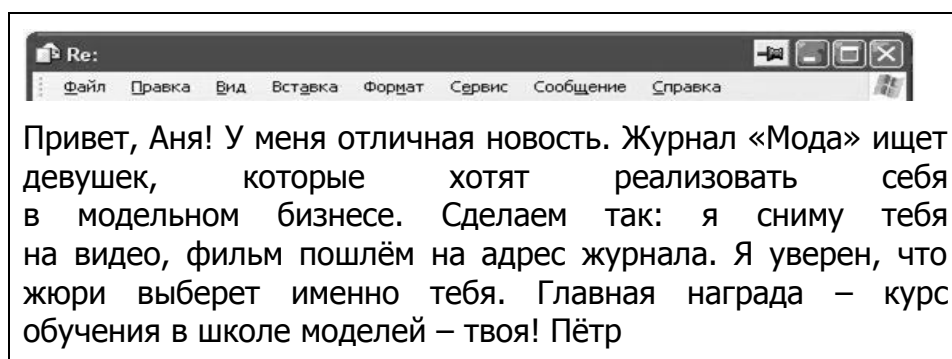 Re:
Файл Правка Вид Вставка Формат Сервис Сообщение Справка
Привет, Аня! У меня отличная новость. Журнал «Мода» ищет
девушек, которые хотят реализовать себя
в модельном бизнесе. Сделаем так: я сниму тебя
на видео, фильм пошлём на адрес журнала. Я уверен, что
жюри выберет именно тебя. Главная награда – курс
обучения в школе моделей – твоя! Пётр